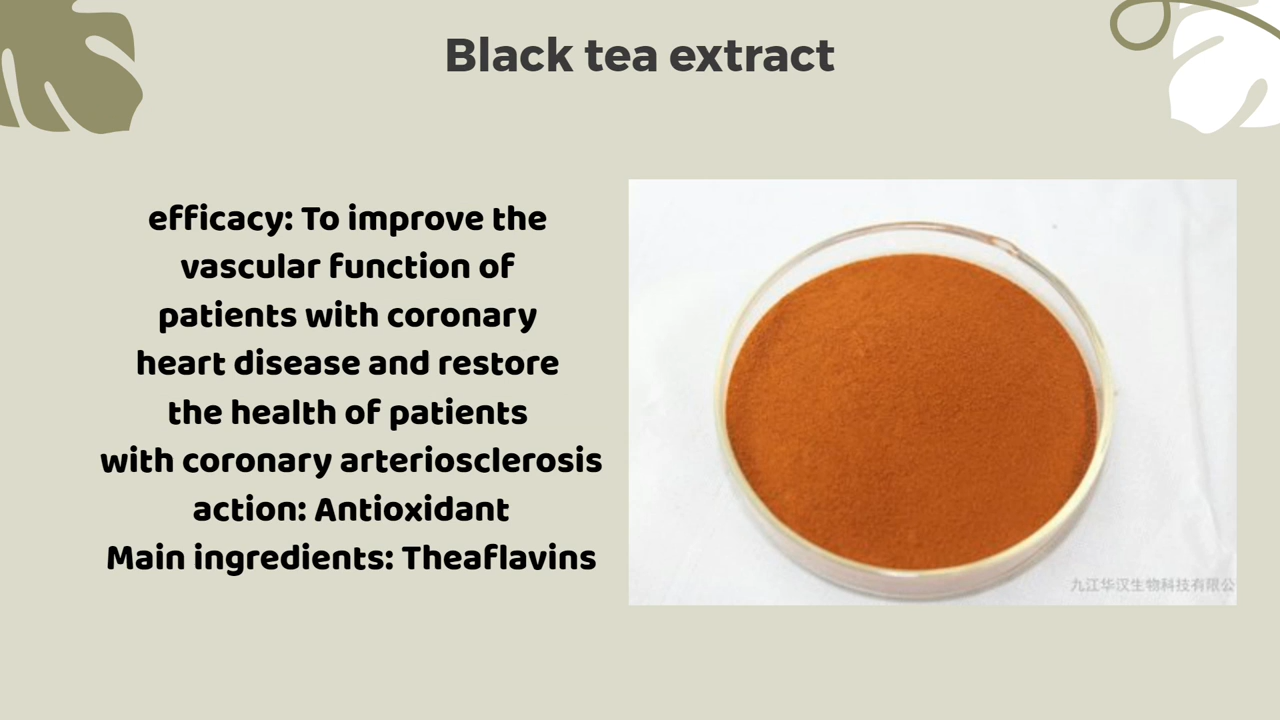 Black tea extract
efficacy: To improve the
vascular function of
patients with coronary
heart disease and restore
the health of patients
with coronary arteriosclerosis
action: Antioxidant
Main ingredients: Theaflavins
九江华汉生物科技有限公